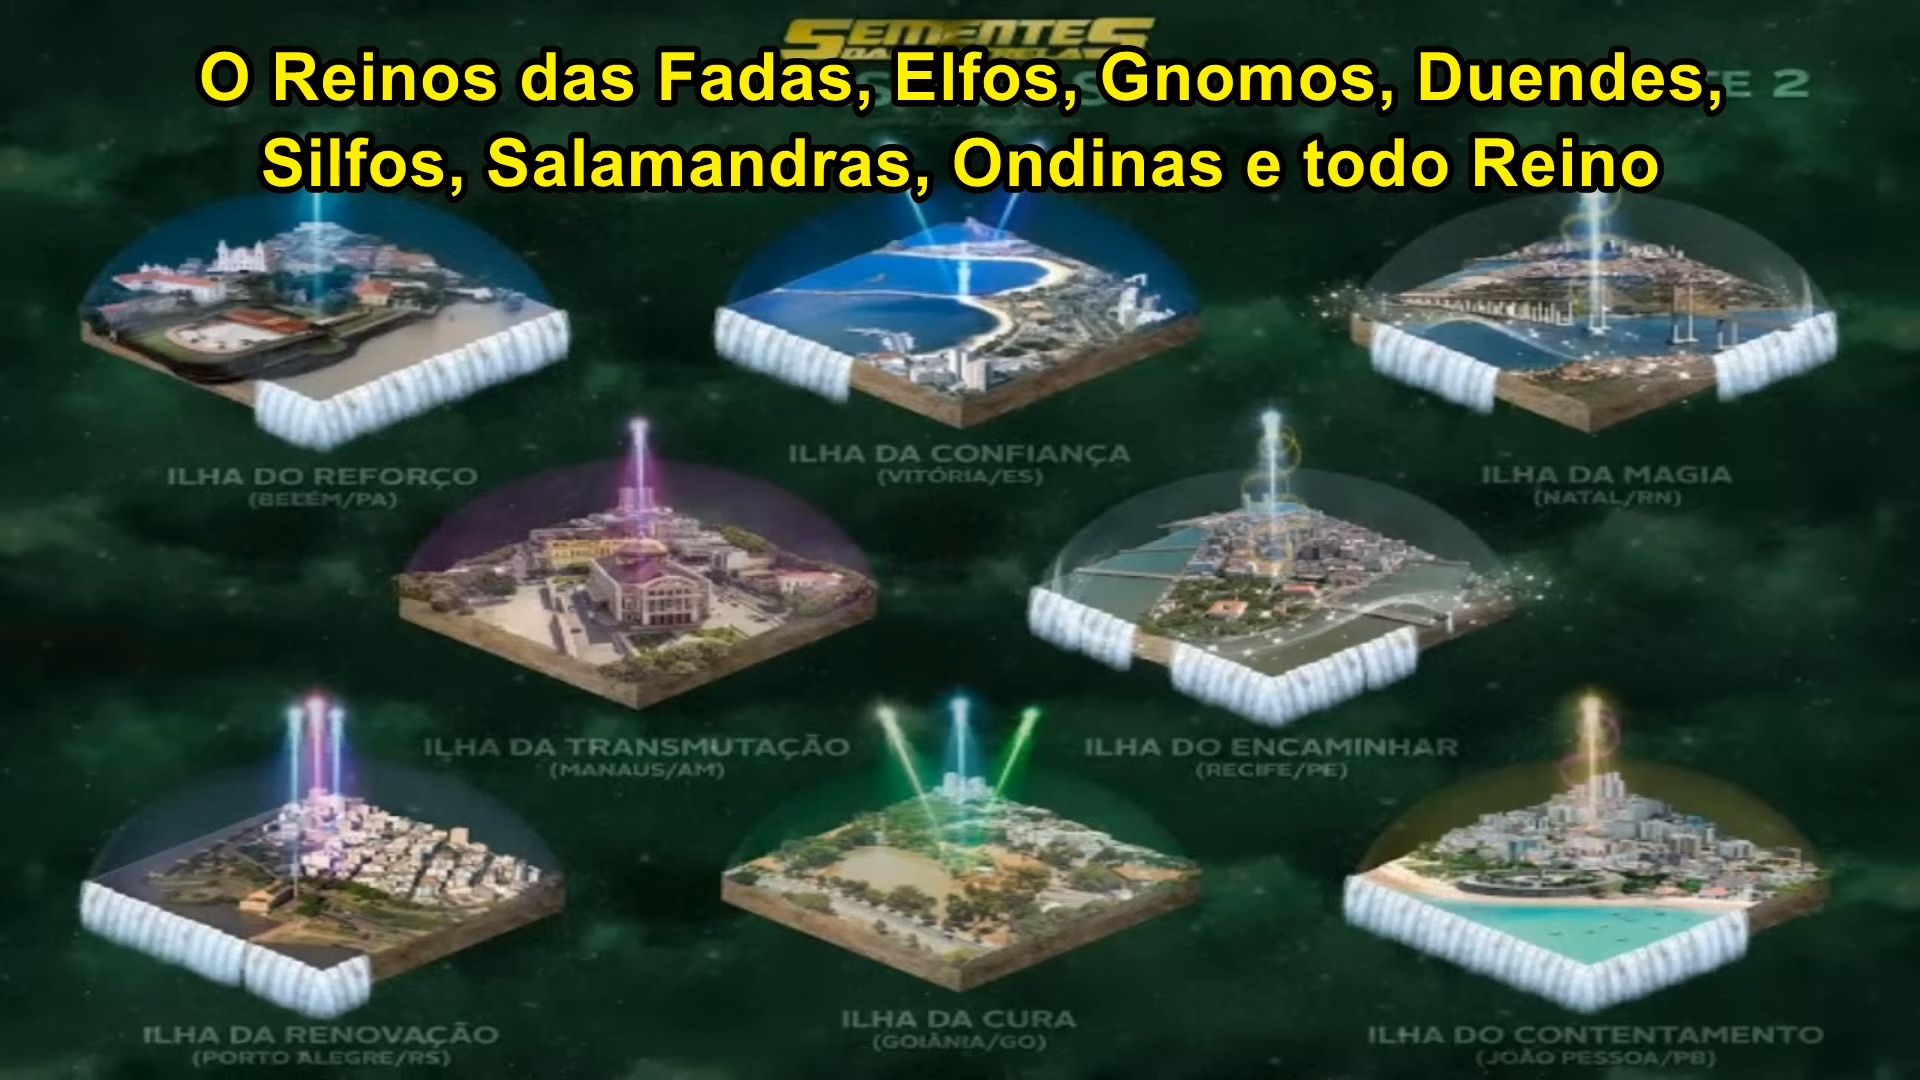 SEMENTES
O Reinos das Fadas, Elfos, Gnomos, Duendes,
E 2
Silfos, Salamandras, Ondinas e todo Reino
ILHA DO REFORÇO
(BELÉM/PA)
ILHA DA CONFIANÇA
(VITÓRIA/ES)
ILHA DA MAGIA
(NATAL/RN)
ILHA DA TRANSMUTAÇÃO
(MANAUS/AM)
ILHA DO ENCAMINHAR
(RECIFE/PE)
ILHA DA RENOVAÇÃO
(PORTO ALEGRE/RS)
ILHA DA CURA
(GOIÂNIA/GO)
ILHA DO CONTENTAMENTO
(JOÃO PESSOA/PB)